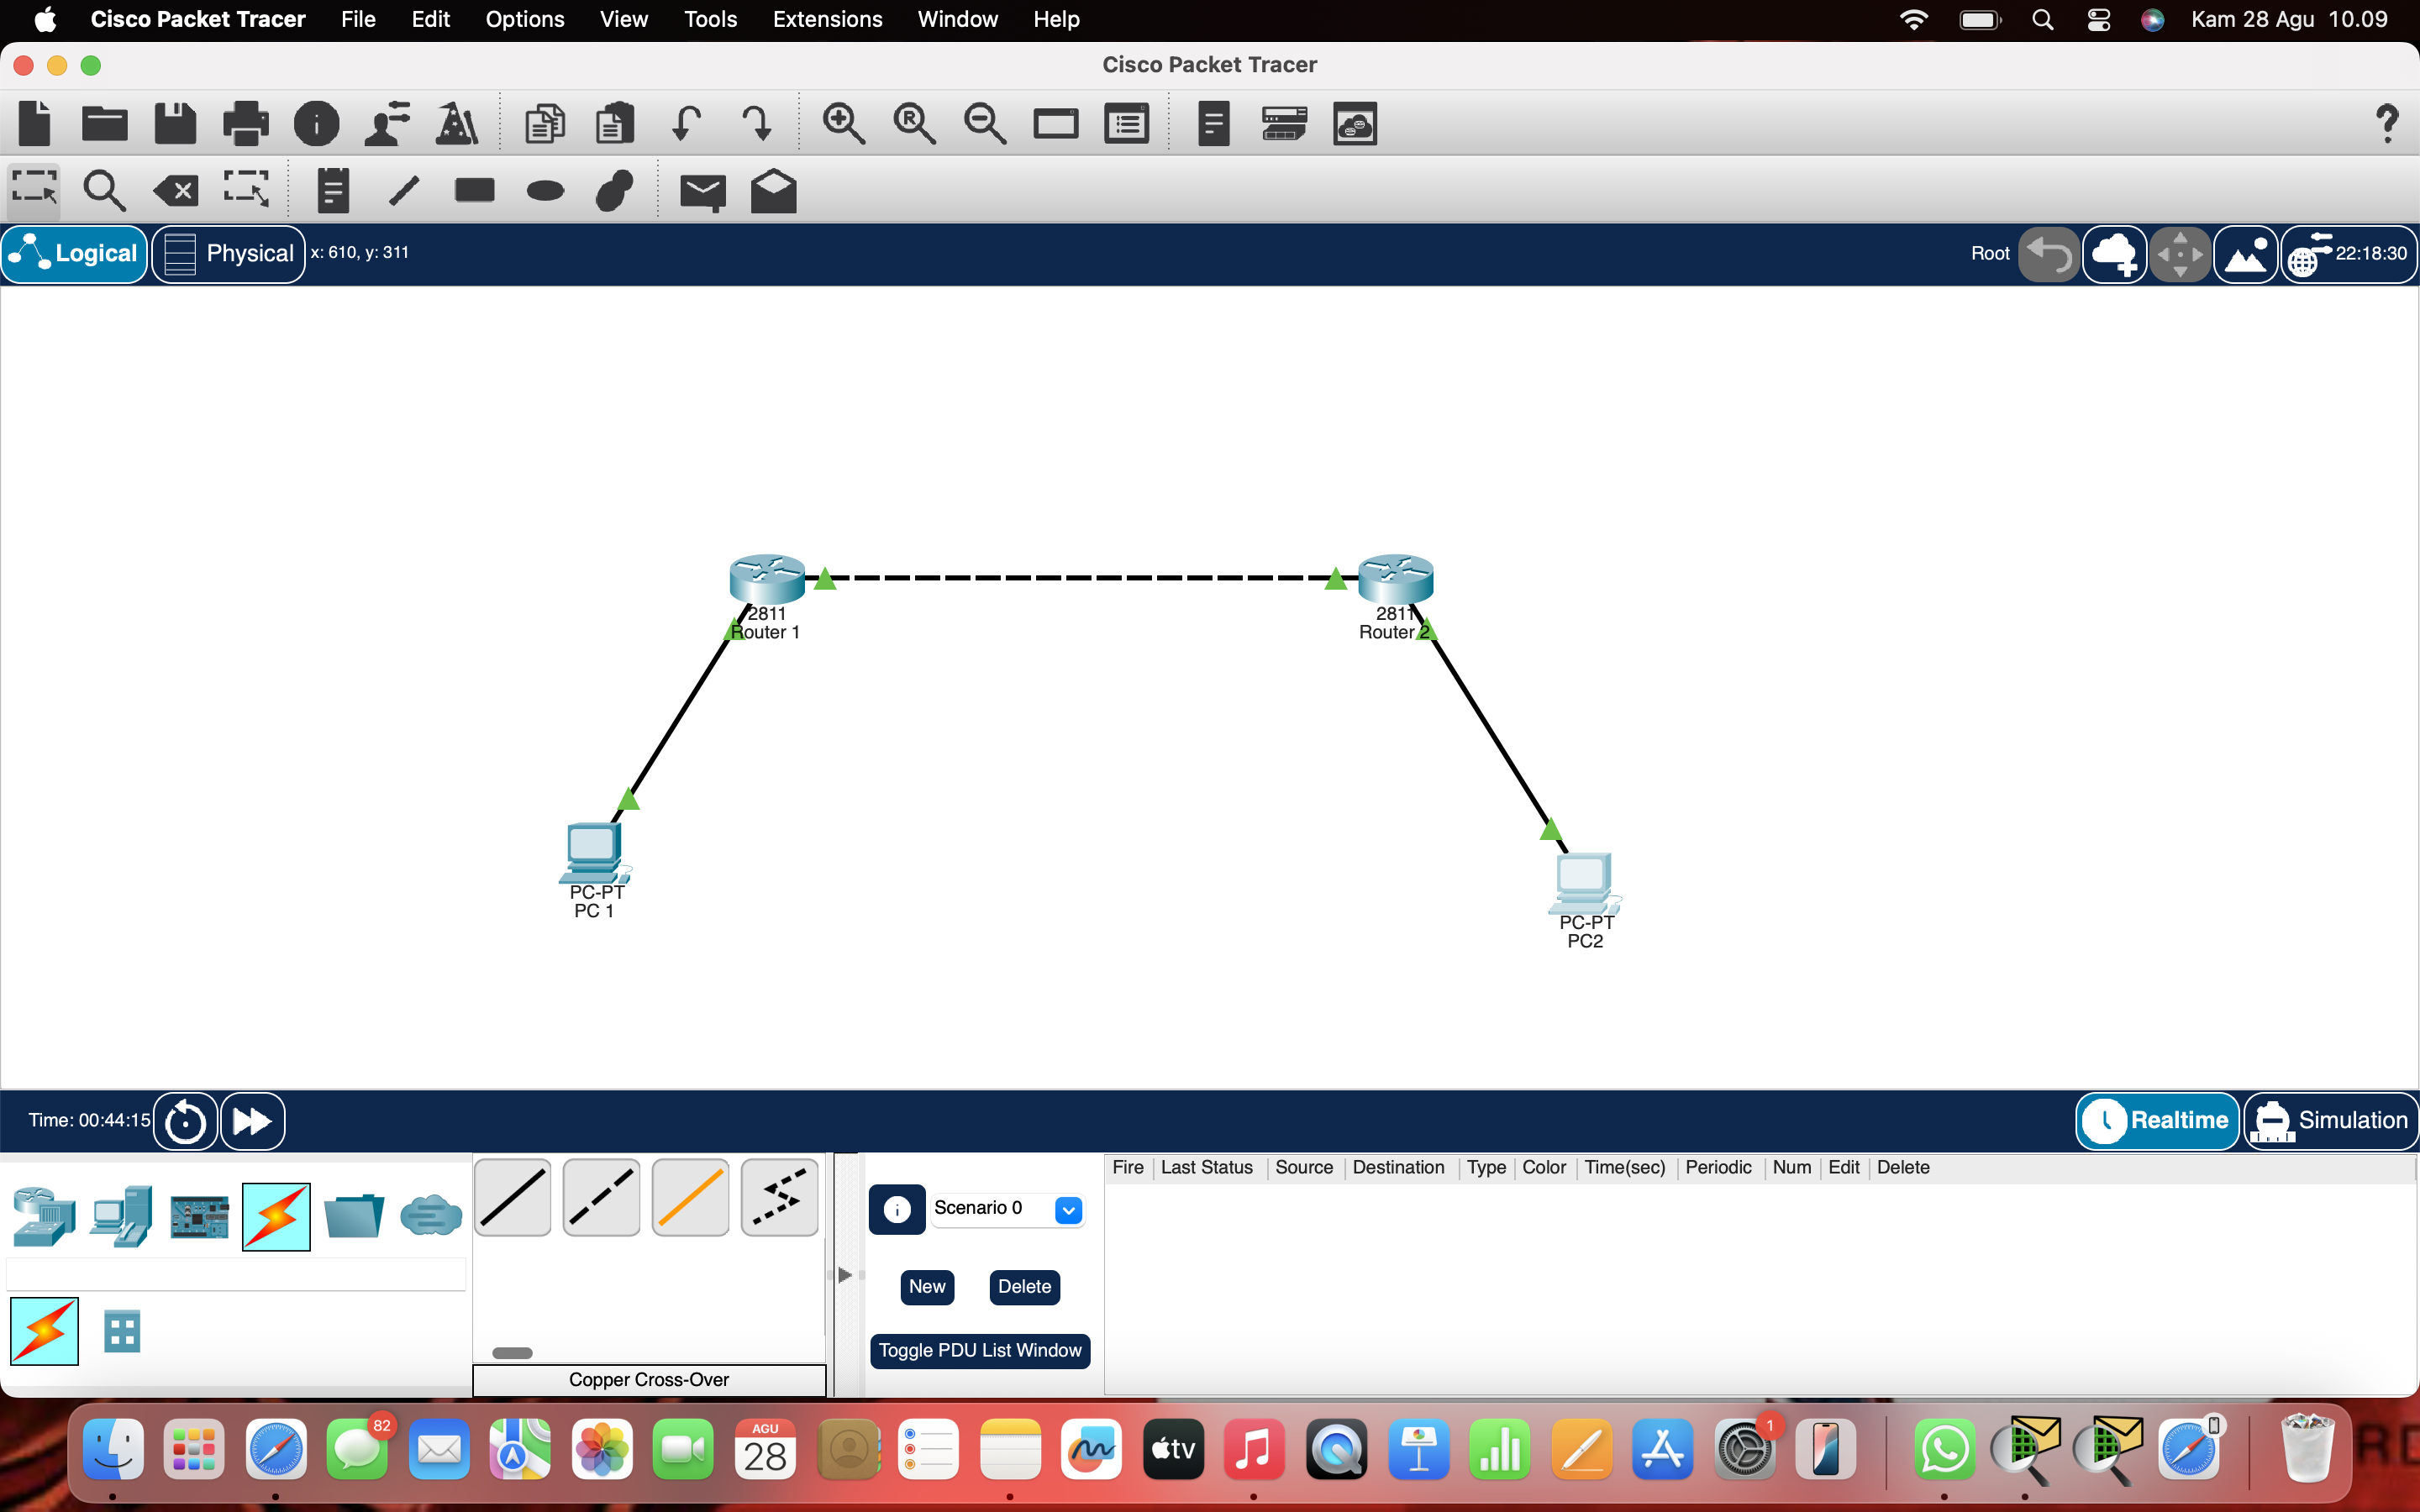 Cisco Packet Tracer File Edit Options View Tools Extensions Window Help Kam 28 Agu 10.09
Cisco Packet Tracer
Logical Physical x: 610, y: 311 Root 22:18:30
2811
Router 1
2811
Router 2
PC-PT
PC 1
PC-PT
PC2
Time: 00:44:15 Realtime Simulation
Fire Last Status Source Destination Type Color Time(sec) Periodic Num Edit Delete
Scenario 0
New Delete
Toggle PDU List Window
Copper Cross-Over
82
AGU
28
tv
1